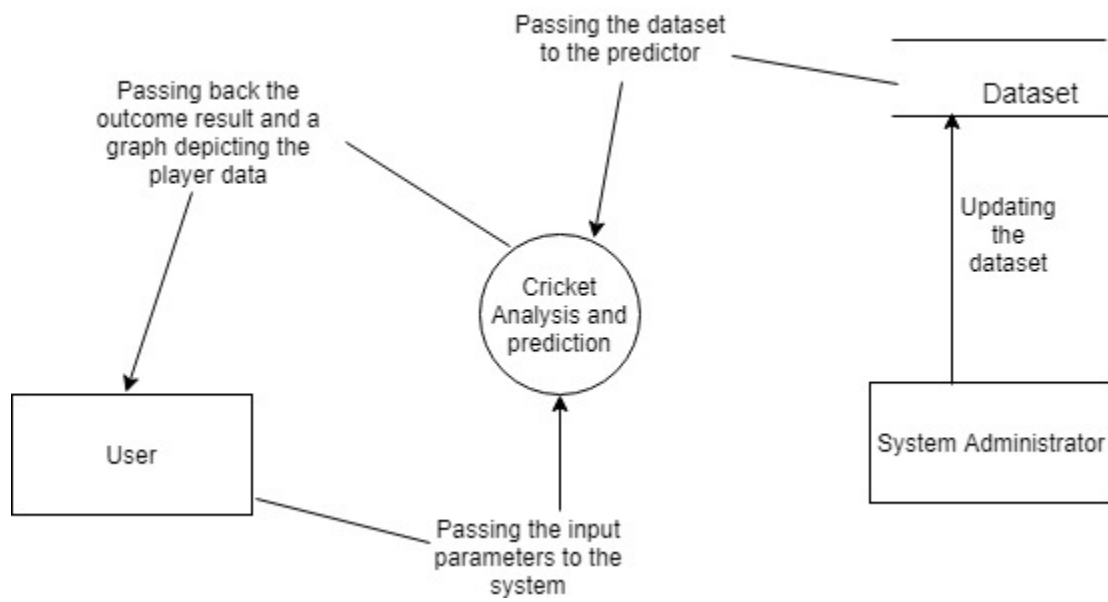 Passing the dataset
to the predictor
Dataset
Passing back the
outcome result and a
graph depicting the
player data
Updating
the
dataset
Cricket
Analysis and
prediction
User
System Administrator
Passing the input
parameters to the
system